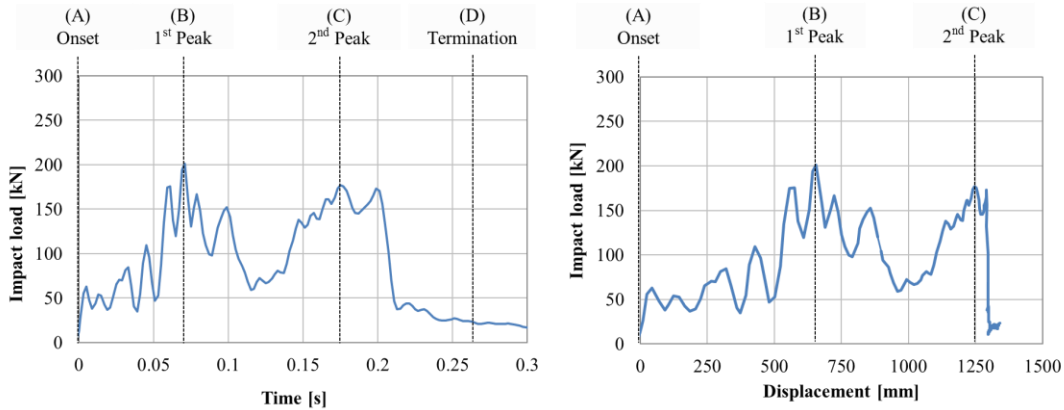 (A) (B) (C) (D)
Onset 1st Peak 2nd Peak Termination
300
250
200
150
100
50
0
Impact load [kN]
0 0.05 0.1 0.15 0.2 0.25 0.3
Time [s]
(A) (B) (C)
Onset 1st Peak 2nd Peak
300
250
200
150
100
50
0
Impact load [kN]
0 250 500 750 1000 1250 1500
Displacement [mm]